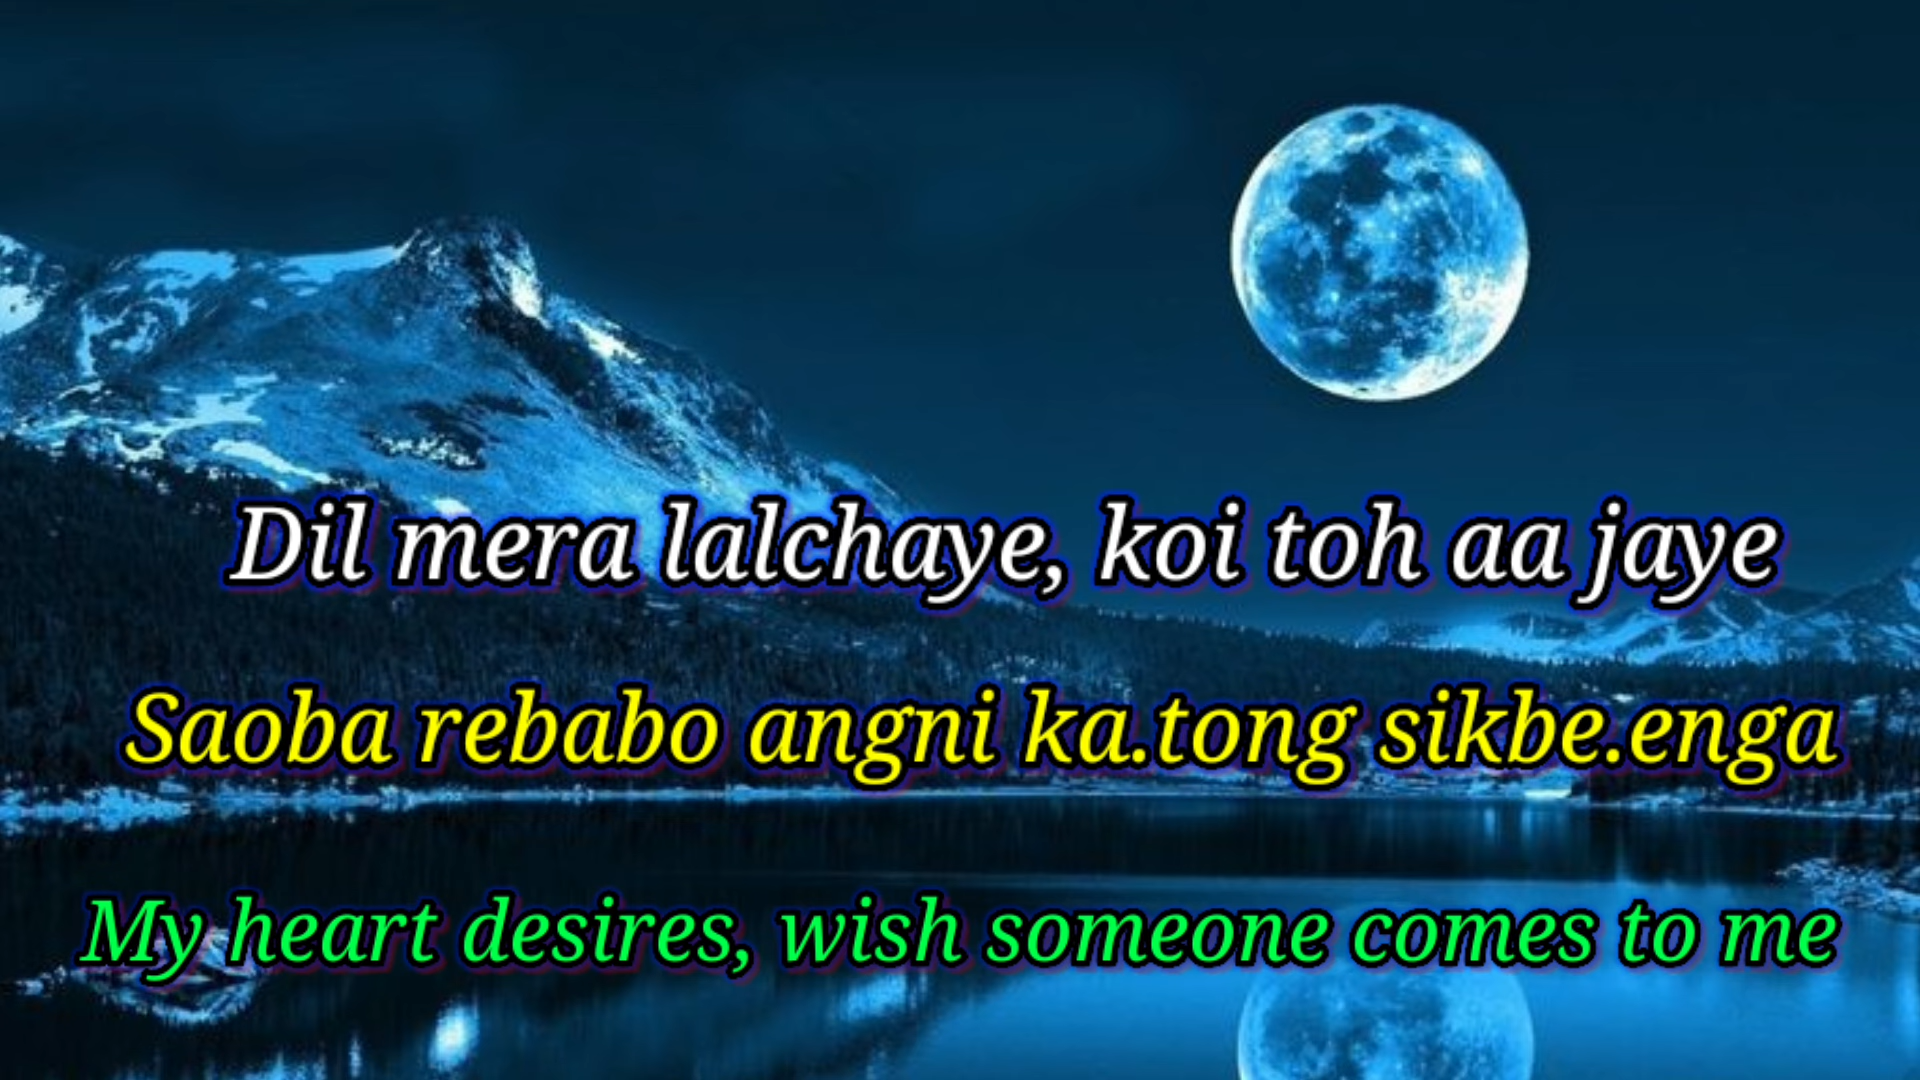 Dil mera lalchaye, koi toh aa jaye
Saoba rebabo angni ka.tong sikbe.enga
My heart desires, wish someone comes to me